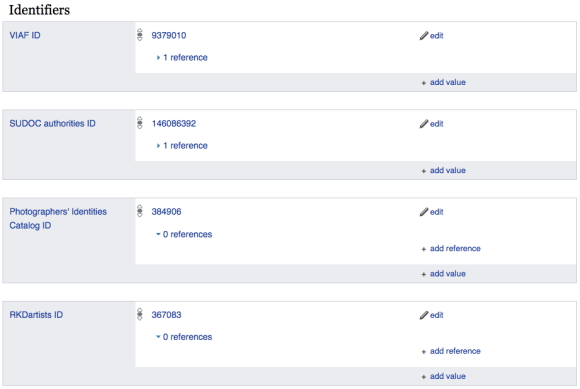 Identifiers
VIAF ID
9379010
edit
1 reference
+ add value
SUDOC authorities ID
146086392
edit
1 reference
+ add value
Photographers' Identities
Catalog ID
384906
edit
0 references
+ add reference
+ add value
RKDartists ID
367083
edit
0 references
+ add reference
+ add value